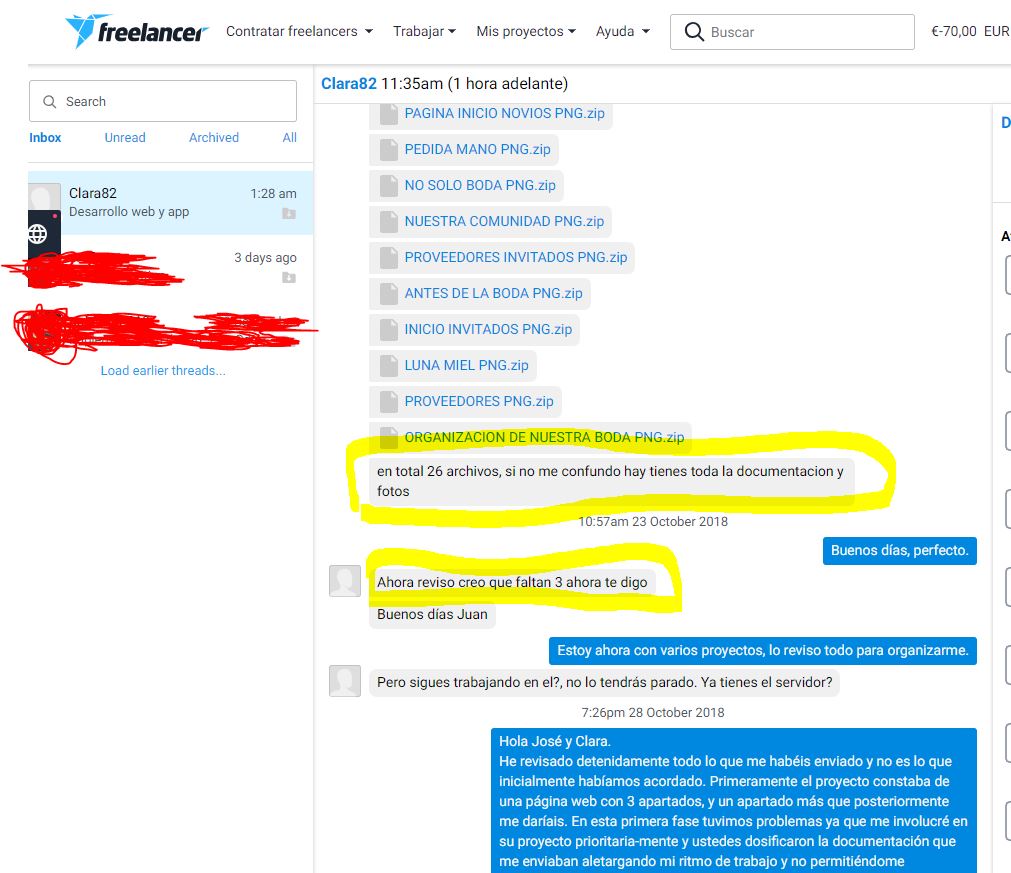 freelancer
Contratar freelancers
Trabajar
Mis proyectos
Ayuda
Buscar
€-70,00 EUR
Search
Inbox
Unread
Archived
All
Clara82
1:28 am
Desarrollo web y app
3 days ago
Load earlier threads...
Clara82 11:35am (1 hora adelante)
PAGINA INICIO NOVIOS PNG.zip
PEDIDA MANO PNG.zip
NO SOLO BODA PNG.zip
NUESTRA COMUNIDAD PNG.zip
PROVEEDORES INVITADOS PNG.zip
ANTES DE LA BODA PNG.zip
INICIO INVITADOS PNG.zip
LUNA MIEL PNG.zip
PROVEEDORES PNG.zip
ORGANIZACION DE NUESTRA BODA PNG.zip
en total 26 archivos, si no me confundo hay tienes toda la documentacion y
fotos
10:57am 23 October 2018
Buenos días, perfecto.
Ahora reviso creo que faltan 3 ahora te digo
Buenos días Juan
Estoy ahora con varios proyectos, lo reviso todo para organizarme.
Pero sigues trabajando en el?, no lo tendrás parado. Ya tienes el servidor?
7:26pm 28 October 2018
Hola José y Clara.
He revisado detenidamente todo lo que me habéis enviado y no es lo que
inicialmente habíamos acordado. Primeramente el proyecto constaba de
una página web con 3 apartados, y un apartado más que posteriormente
me daríais. En esta primera fase tuvimos problemas ya que me involucré en
su proyecto prioritaria-mente y ustedes dosificaron la documentación que
me enviaban aletargando mi ritmo de trabajo y no permitiéndome